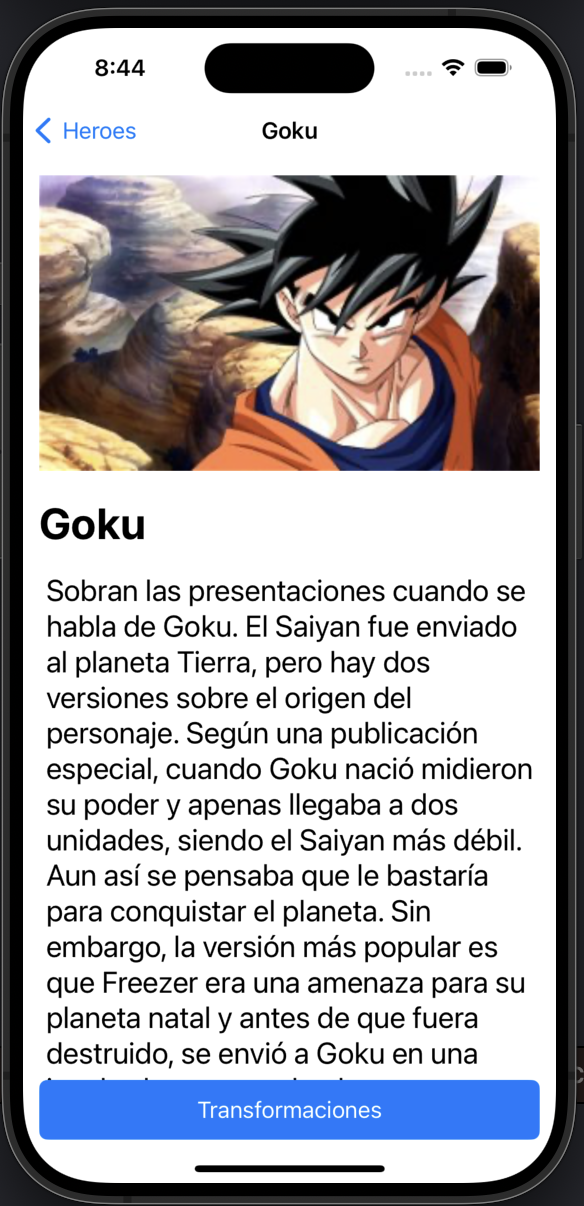 8:44
Heroes
Goku
Goku
Sobran las presentaciones cuando se
habla de Goku. El Saiyan fue enviado
al planeta Tierra, pero hay dos
versiones sobre el origen del
personaje. Según una publicación
especial, cuando Goku nació midieron
su poder y apenas llegaba a dos
unidades, siendo el Saiyan más débil.
Aun así se pensaba que le bastaría
para conquistar el planeta. Sin
embargo, la versión más popular es
que Freezer era una amenaza para su
planeta natal y antes de que fuera
destruido, se envió a Goku en una
Transformaciones